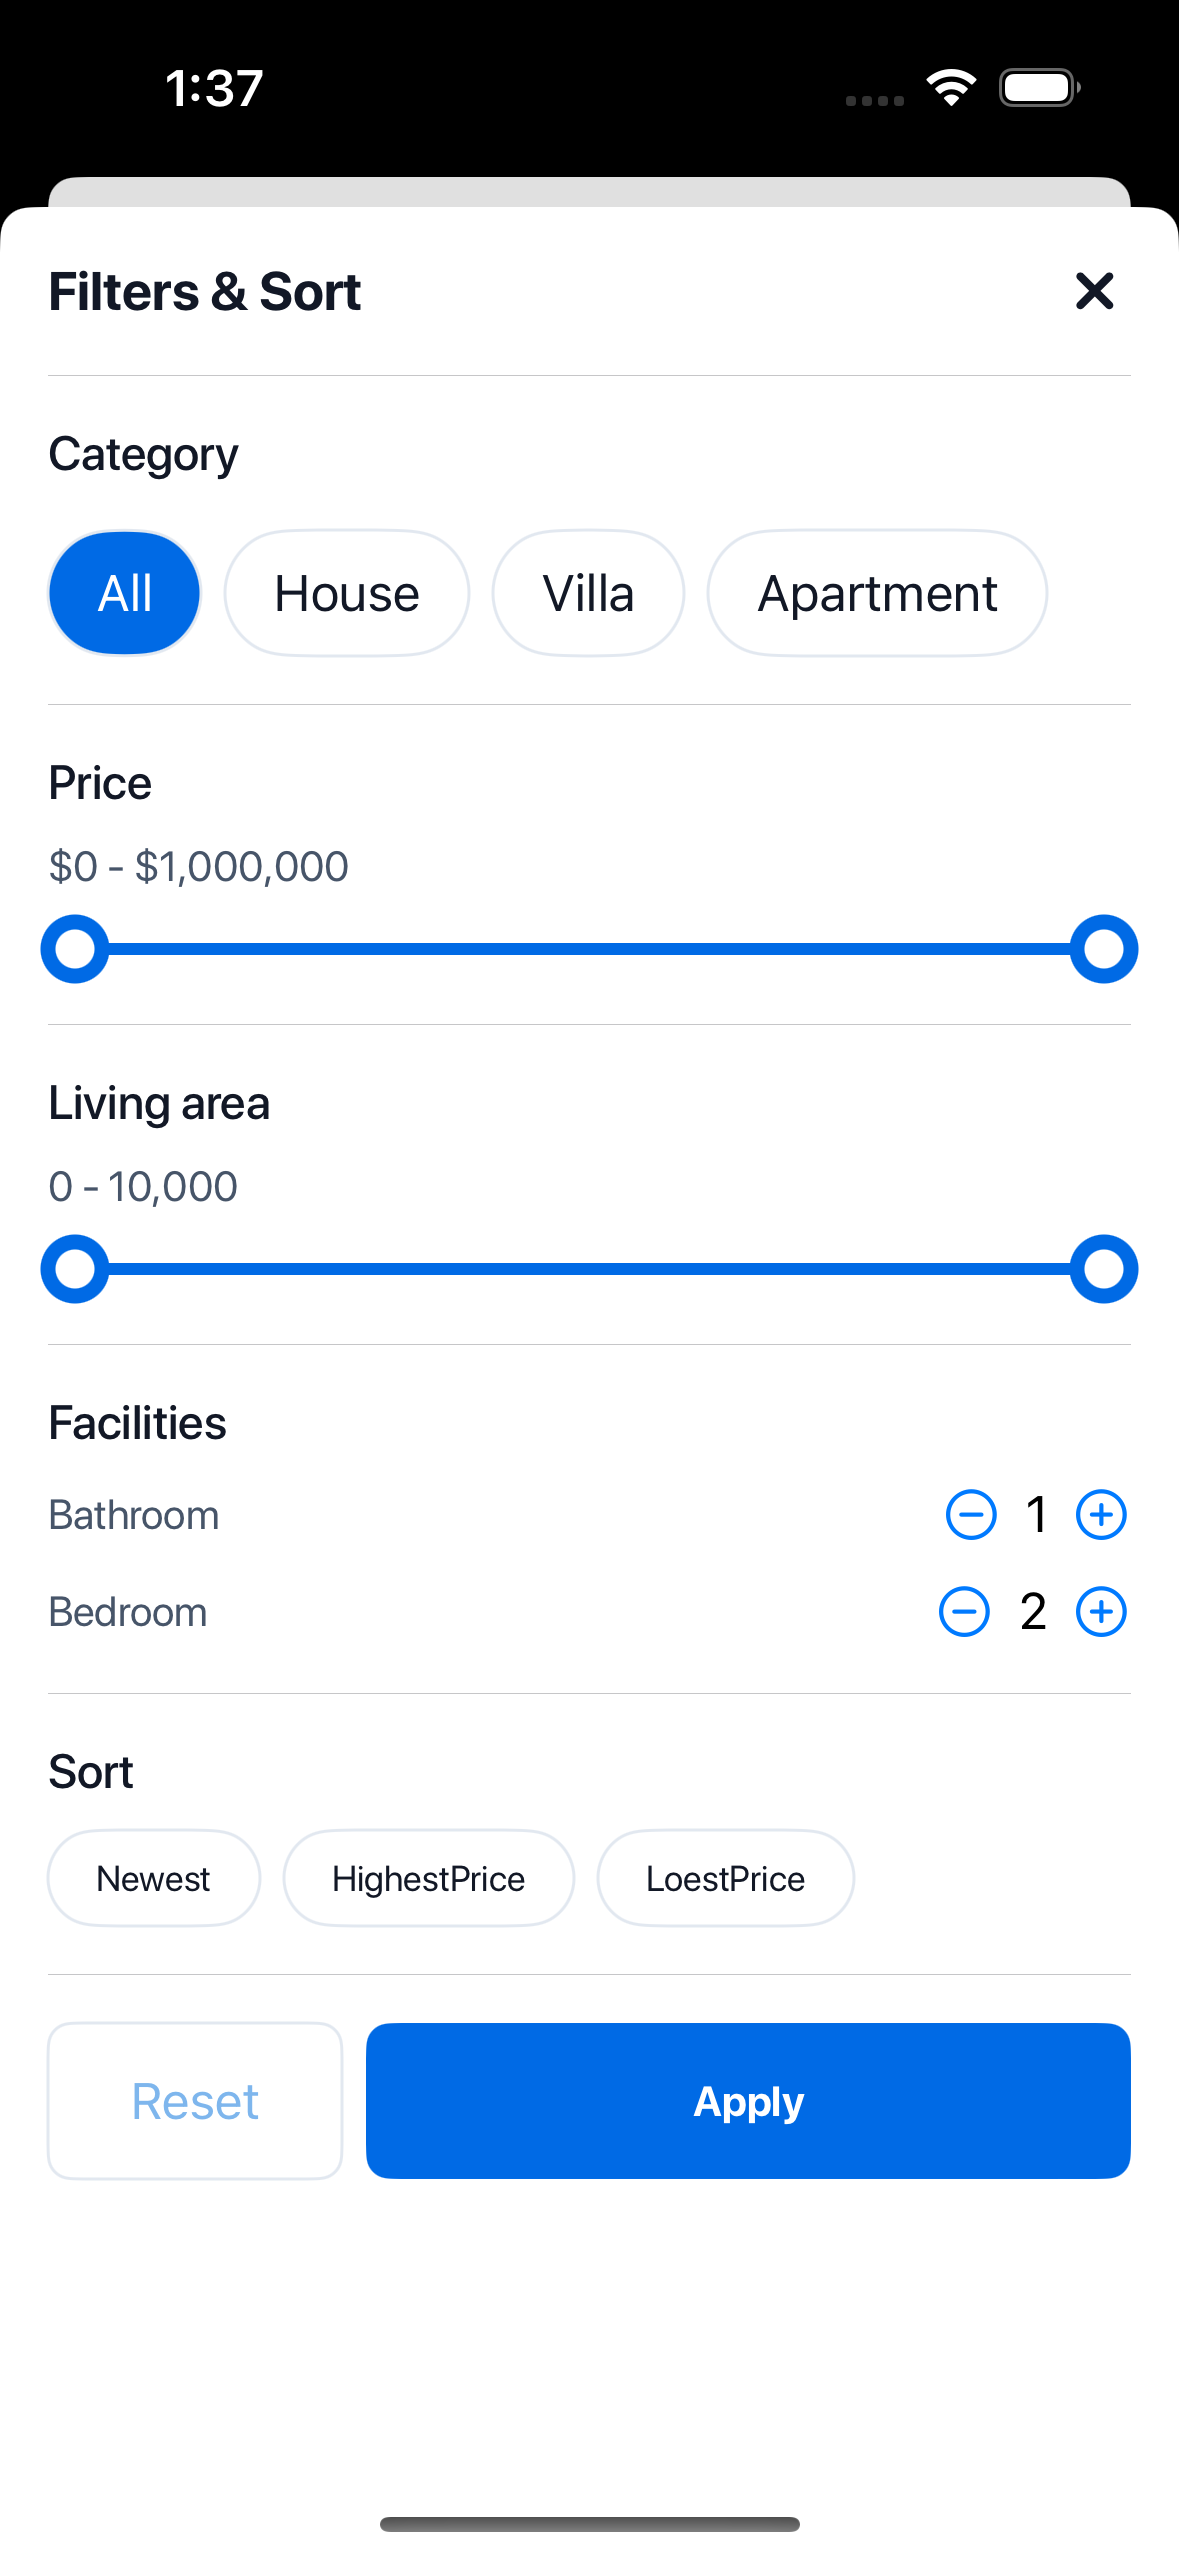 1:37
Filters & Sort
Category
All House Villa Apartment
Price
$0 - $1,000,000
Living area
0 - 10,000
Facilities
Bathroom 1
Bedroom 2
Sort
Newest HighestPrice LoestPrice
Reset Apply